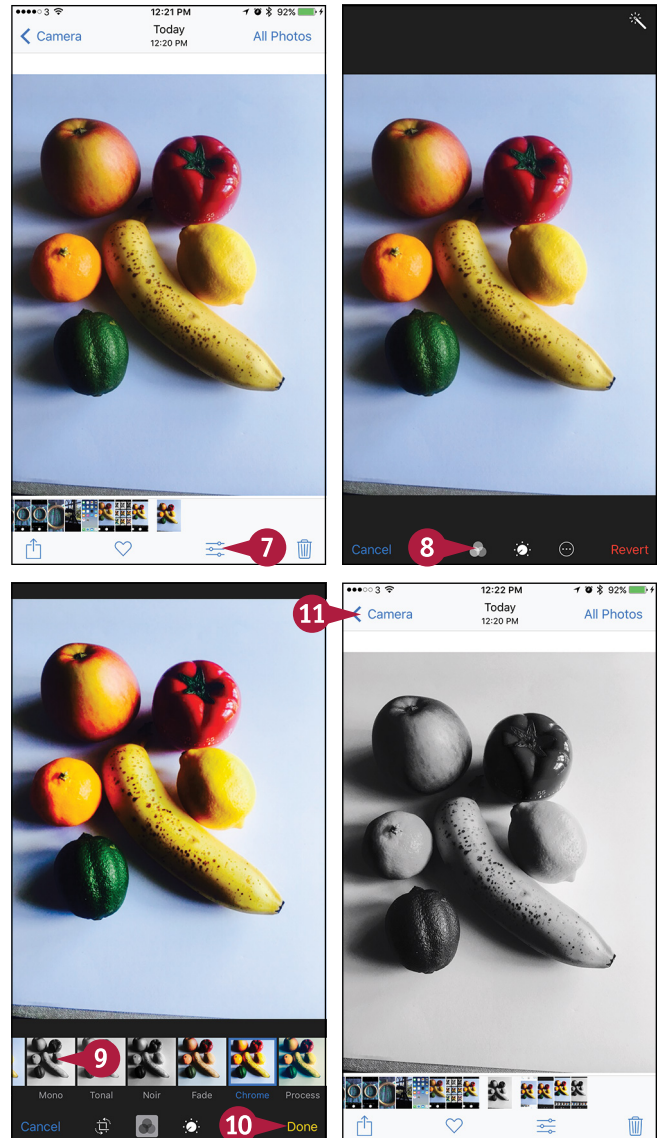 3 12:21 PM 92%
Camera Today All Photos
12:20 PM
7
Cancel 8 Revert
9
Mono Tonal Noir Fade Chrome Process
Cancel 10 Done
3 12:22 PM 92%
11 Camera Today All Photos
12:20 PM